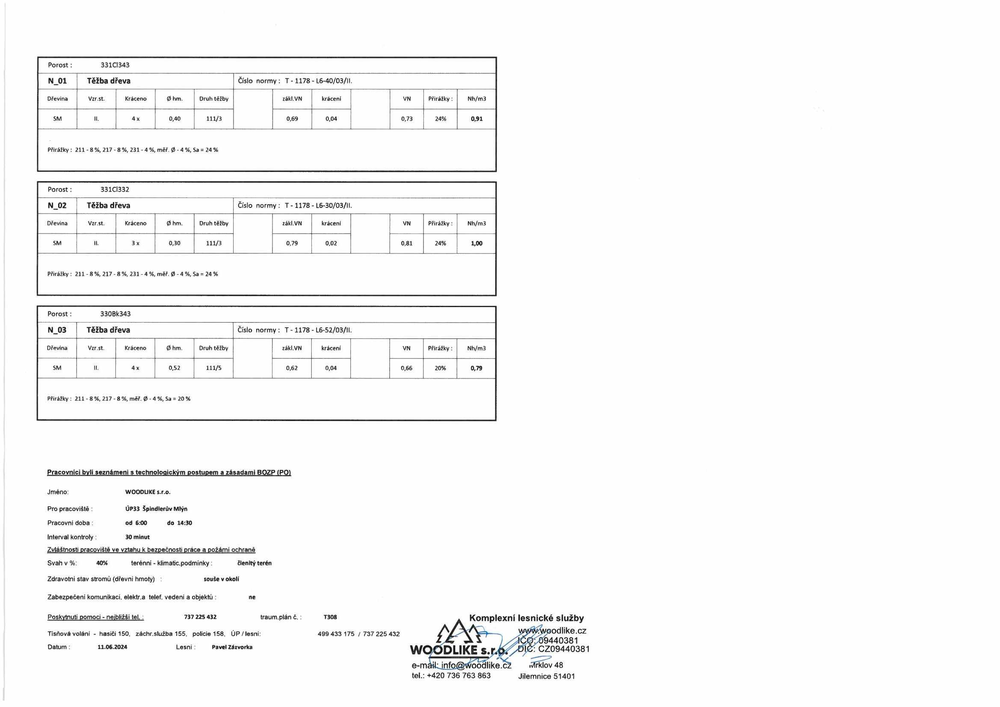 Porost : 331Cl343
N_01 Těžba dřeva Číslo normy : T - 1178 - L6-40/03/II.
Dřevina Vzr.st. Kráceno Ø hm. Druh těžby zákl.VN krácení VN Přirážky : Nh/m3
SM II. 4 x 0,40 111/3 0,69 0,04 0,73 24% 0,91
Přirážky : 211 - 8 %, 217 - 8 %, 231 - 4 %, měř. Ø - 4 %, Sa = 24 %
Porost : 331Cl332
N_02 Těžba dřeva Číslo normy : T - 1178 - L6-30/03/II.
Dřevina Vzr.st. Kráceno Ø hm. Druh těžby zákl.VN krácení VN Přirážky : Nh/m3
SM II. 3 x 0,30 111/3 0,79 0,02 0,81 24% 1,00
Přirážky : 211 - 8 %, 217 - 8 %, 231 - 4 %, měř. Ø - 4 %, Sa = 24 %
Porost : 330Bk343
N_03 Těžba dřeva Číslo normy : T - 1178 - L6-52/03/II.
Dřevina Vzr.st. Kráceno Ø hm. Druh těžby zákl.VN krácení VN Přirážky : Nh/m3
SM II. 4 x 0,52 111/5 0,62 0,04 0,66 20% 0,79
Přirážky : 211 - 8 %, 217 - 8 %, měř. Ø - 4 %, Sa = 20 %
Pracovníci byli seznámeni s technologickým postupem a zásadami BOZP (PO)
Jméno: WOODLIKE s.r.o.
Pro pracoviště : ÚP33 Špindlerův Mlýn
Pracovní doba : od 6:00 do 14:30
Interval kontroly : 30 minut
Zvláštnosti pracoviště ve vztahu k bezpečnosti práce a požární ochraně
Svah v %: 40% terénní - klimatic.podmínky : členitý terén
Zdravotní stav stromů (dřevní hmoty) : souše v okolí
Zabezpečení komunikací, elektr.a telef. vedení a objektů : ne
Poskytnutí pomoci - nejbližší tel. : 737 225 432 traum.plán č. : T308
Tísňová volání - hasiči 150, záchr.služba 155, policie 158, ÚP / lesní: 499 433 175 / 737 225 432
Datum : 11.06.2024 Lesní : Pavel Zázvorka
Komplexní lesnické služby
www.woodlike.cz
IČO: 09440381
WOODLIKE s.r.o. DIČ: CZ09440381
e-mail: info@woodlike.cz Mrklov 48
tel.: +420 736 763 863 Jilemnice 51401